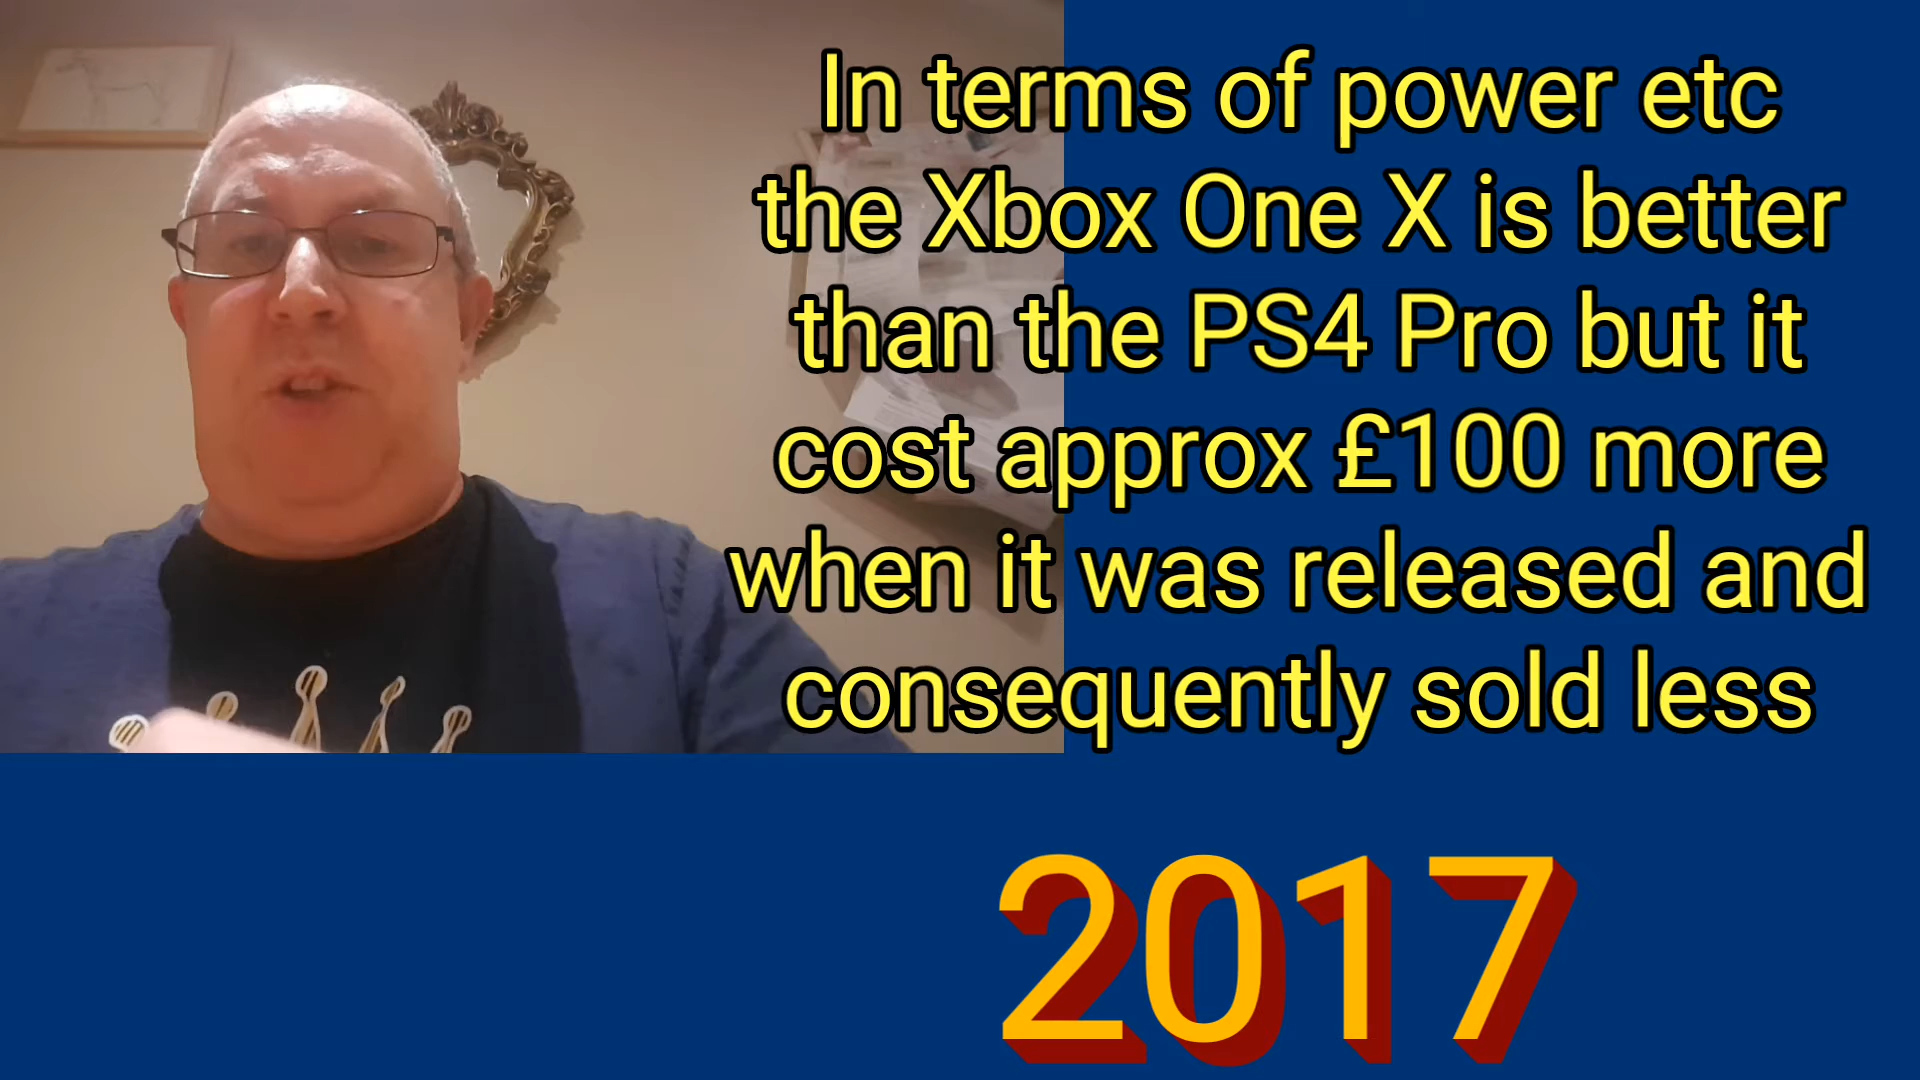 In terms of power etc
the Xbox One X is better
than the PS4 Pro but it
cost approx £100 more
when it was released and
consequently sold less
2017